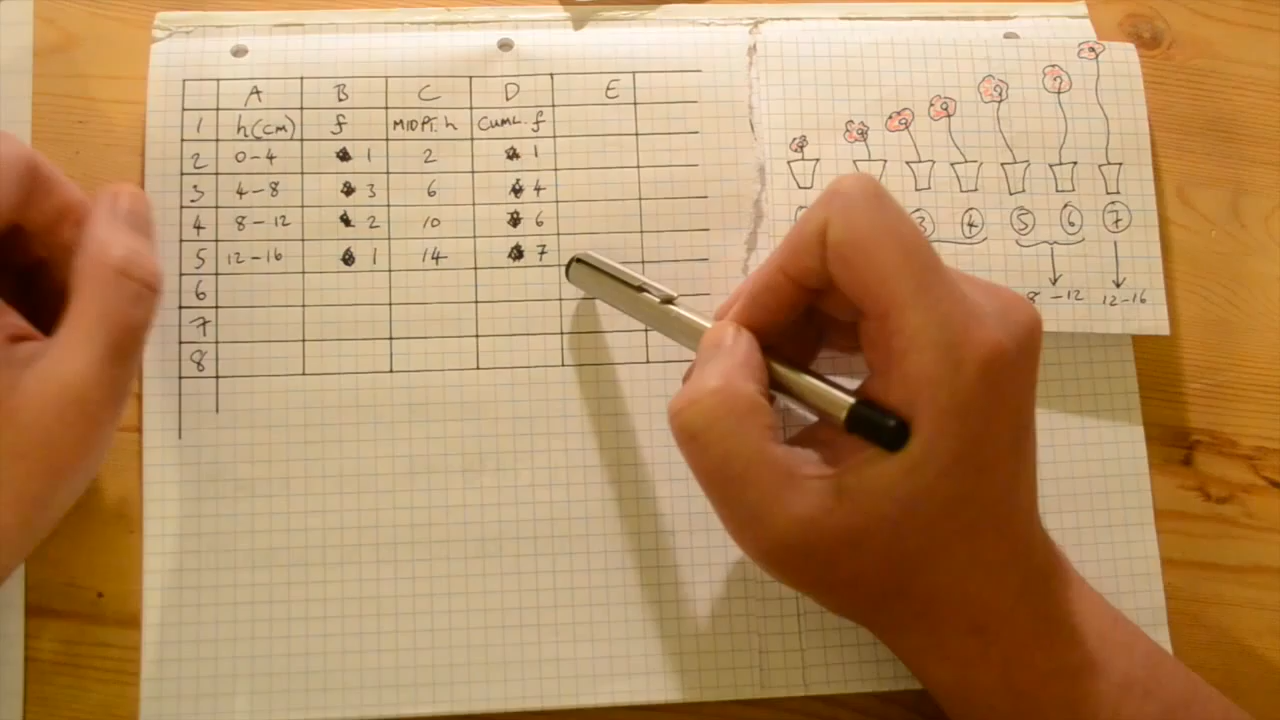 A B C D E
1 h(cm) f MIDPT. h CUML. f
2 0-4 1 2 1
3 4-8 3 6 4
4 8-12 2 10 6
5 12-16 1 14 7
6
7
8
3 4 5 6 7
8-12 12-16